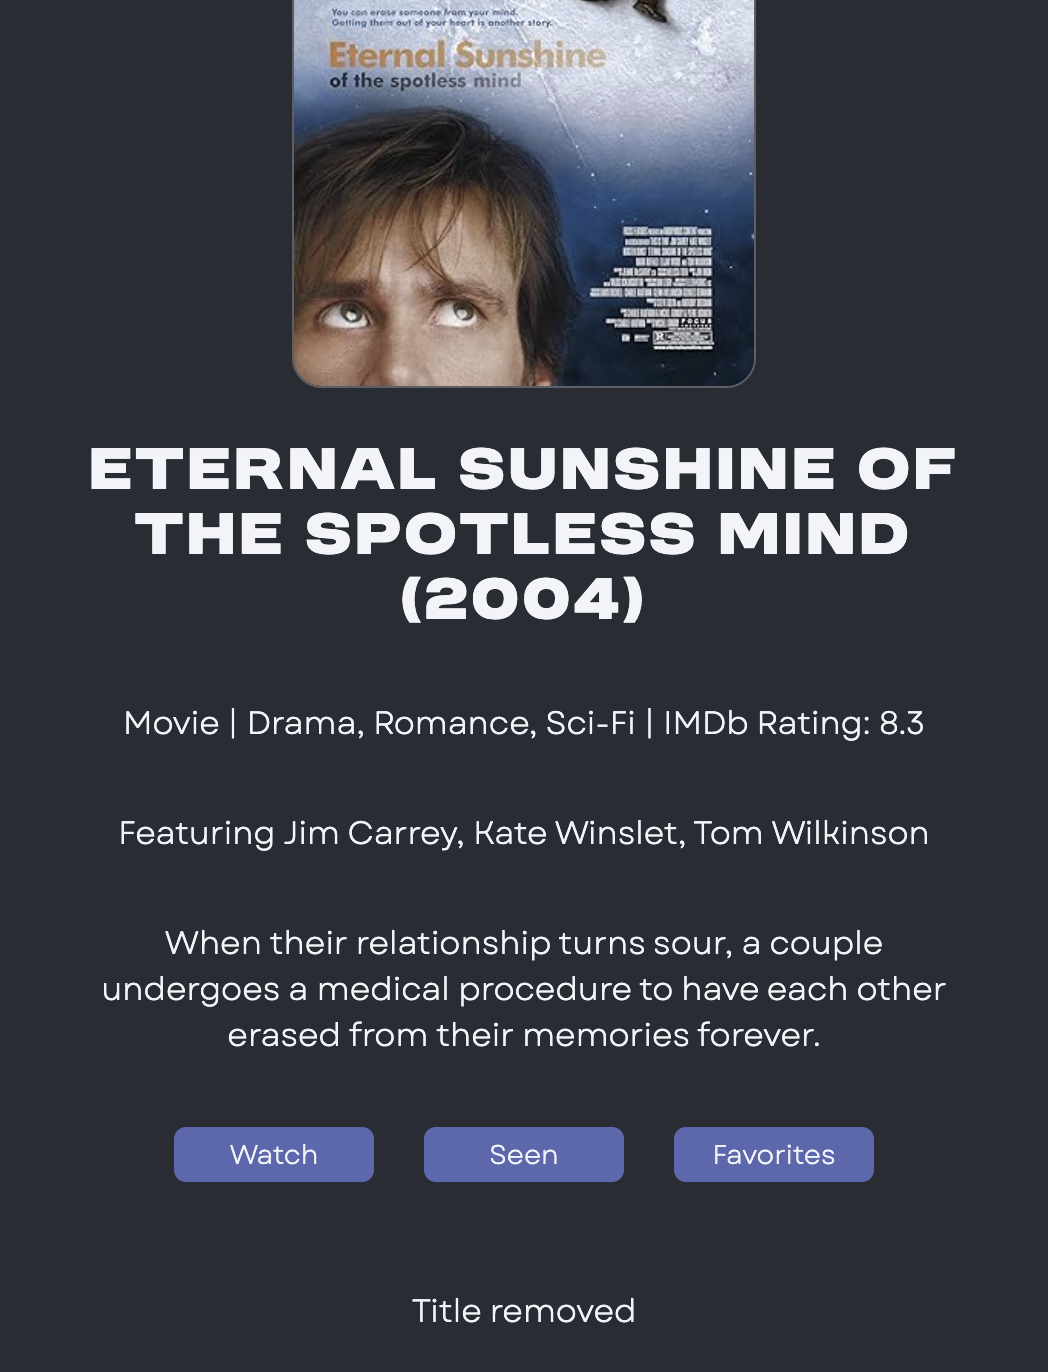 You can erase someone from your mind.
Getting them out of your heart is another story.
Eternal Sunshine
of the spotless mind
ETERNAL SUNSHINE OF
THE SPOTLESS MIND
(2004)
Movie | Drama, Romance, Sci-Fi | IMDb Rating: 8.3
Featuring Jim Carrey, Kate Winslet, Tom Wilkinson
When their relationship turns sour, a couple
undergoes a medical procedure to have each other
erased from their memories forever.
Watch
Seen
Favorites
Title removed